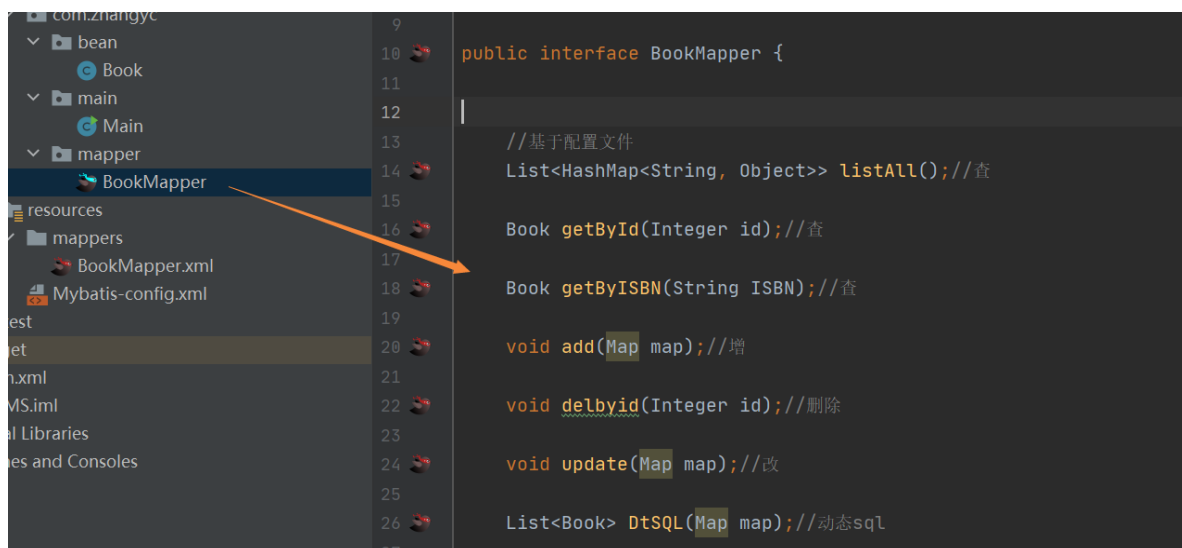 com.zhangyc
bean
Book
main
Main
mapper
BookMapper
resources
mappers
BookMapper.xml
Mybatis-config.xml
est
et
n.xml
MS.iml
al Libraries
nes and Consoles
9
10 public interface BookMapper {
11
12
13 //基于配置文件
14 List<HashMap<String, Object>> listAll();//查
15
16 Book getById(Integer id);//查
17
18 Book getByISBN(String ISBN);//查
19
20 void add(Map map);//增
21
22 void delbyid(Integer id);//删除
23
24 void update(Map map);//改
25
26 List<Book> DtSQL(Map map);//动态sql